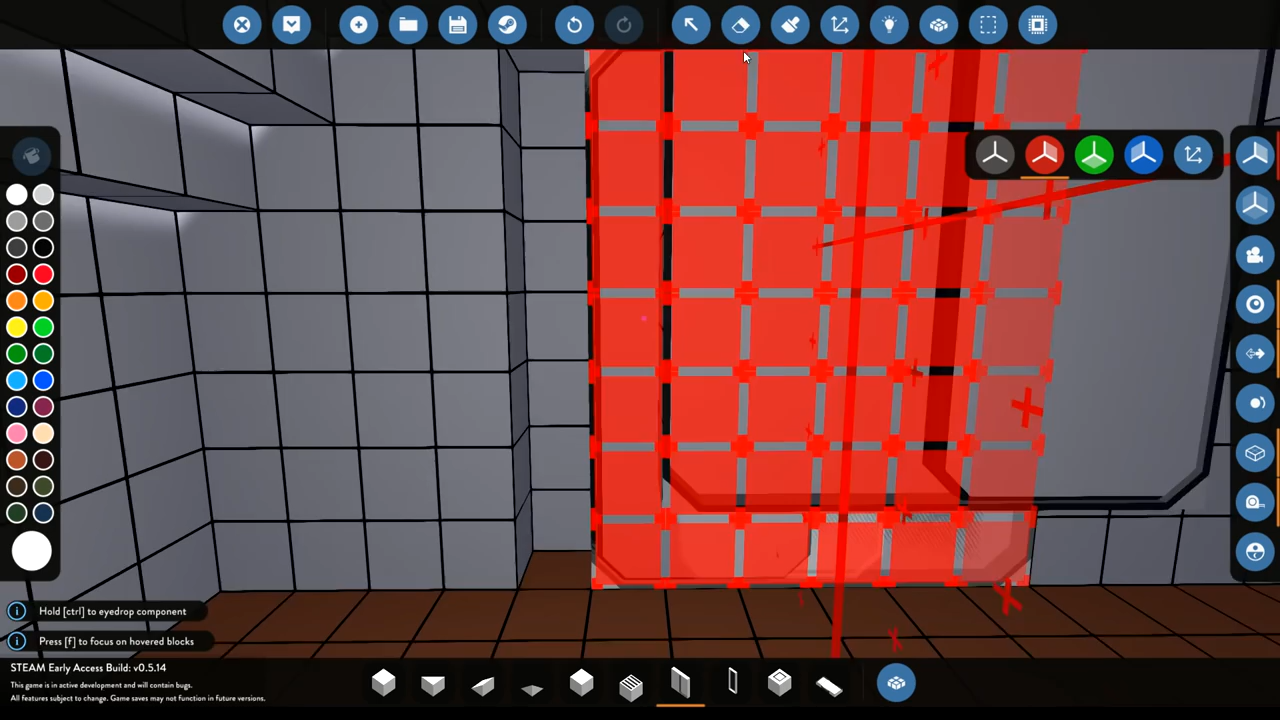 Hold [ctrl] to eyedrop component
Press [f] to focus on hovered blocks
STEAM Early Access Build: v0.5.14
This game is in active development and will contain bugs.
All features subject to change. Game saves may not function in future versions.